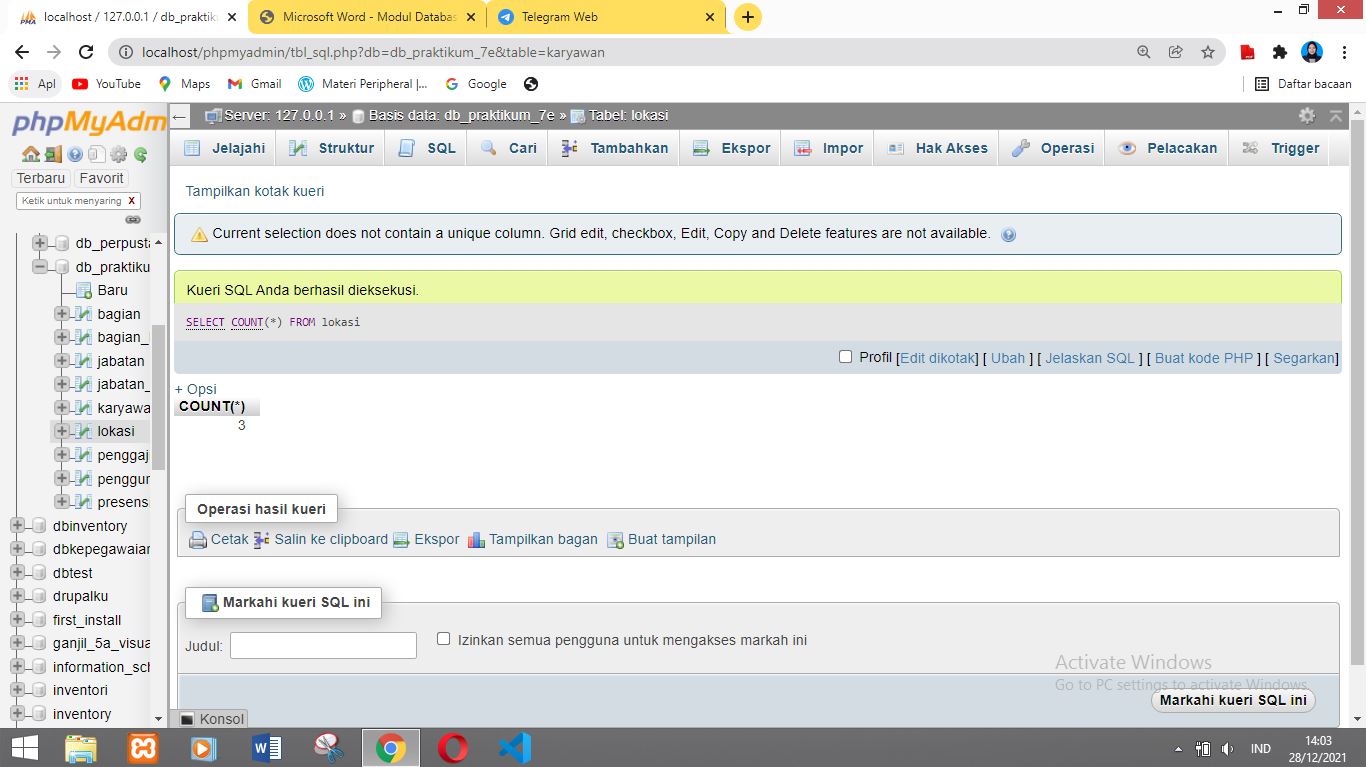 localhost / 127.0.0.1 / db_praktik
Microsoft Word - Modul Databas
Telegram Web
localhost/phpmyadmin/tbl_sql.php?db=db_praktikum_7e&table=karyawan
Apl YouTube Maps Gmail Materi Peripheral |... Google Daftar bacaan
phpMyAdm
Terbaru Favorit
Ketik untuk menyaring X
db_perpusta
db_praktiku
Baru
bagian
bagian_
jabatan
jabatan_
karyawa
lokasi
penggaj
penggun
presens
dbinventory
dbkepegawaian
dbtest
drupalku
first_install
ganjil_5a_visua
information_sch
inventori
inventory
Server: 127.0.0.1 » Basis data: db_praktikum_7e » Tabel: lokasi
Jelajahi Struktur SQL Cari Tambahkan Ekspor Impor Hak Akses Operasi Pelacakan Trigger
Tampilkan kotak kueri
Current selection does not contain a unique column. Grid edit, checkbox, Edit, Copy and Delete features are not available.
Kueri SQL Anda berhasil dieksekusi.
SELECT COUNT(*) FROM lokasi
Profil [Edit dikotak] [ Ubah ] [ Jelaskan SQL ] [ Buat kode PHP ] [ Segarkan]
+ Opsi
COUNT(*)
3
Operasi hasil kueri
Cetak Salin ke clipboard Ekspor Tampilkan bagan Buat tampilan
Markahi kueri SQL ini
Judul: Izinkan semua pengguna untuk mengakses markah ini
Activate Windows
Go to PC settings to activate Windows.
Markahi kueri SQL ini
Konsol
IND
14:03
28/12/2021